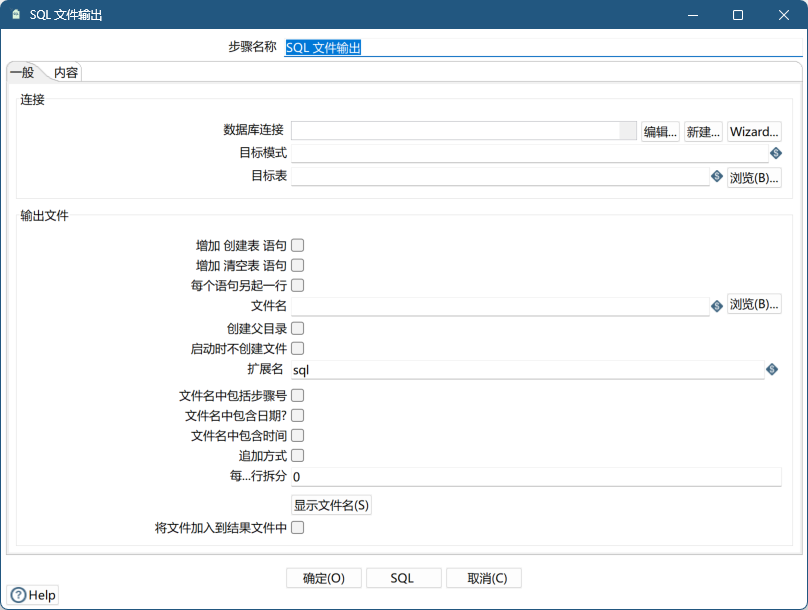 SQL 文件输出
步骤名称 SQL 文件输出
一般 内容
连接
数据库连接 编辑... 新建... Wizard...
目标模式
目标表 浏览(B)...
输出文件
增加 创建表 语句
增加 清空表 语句
每个语句另起一行
文件名 浏览(B)...
创建父目录
启动时不创建文件
扩展名 sql
文件名中包括步骤号
文件名中包含日期?
文件名中包含时间
追加方式
每...行拆分 0
显示文件名(S)
将文件加入到结果文件中
确定(O) SQL 取消(C)
Help